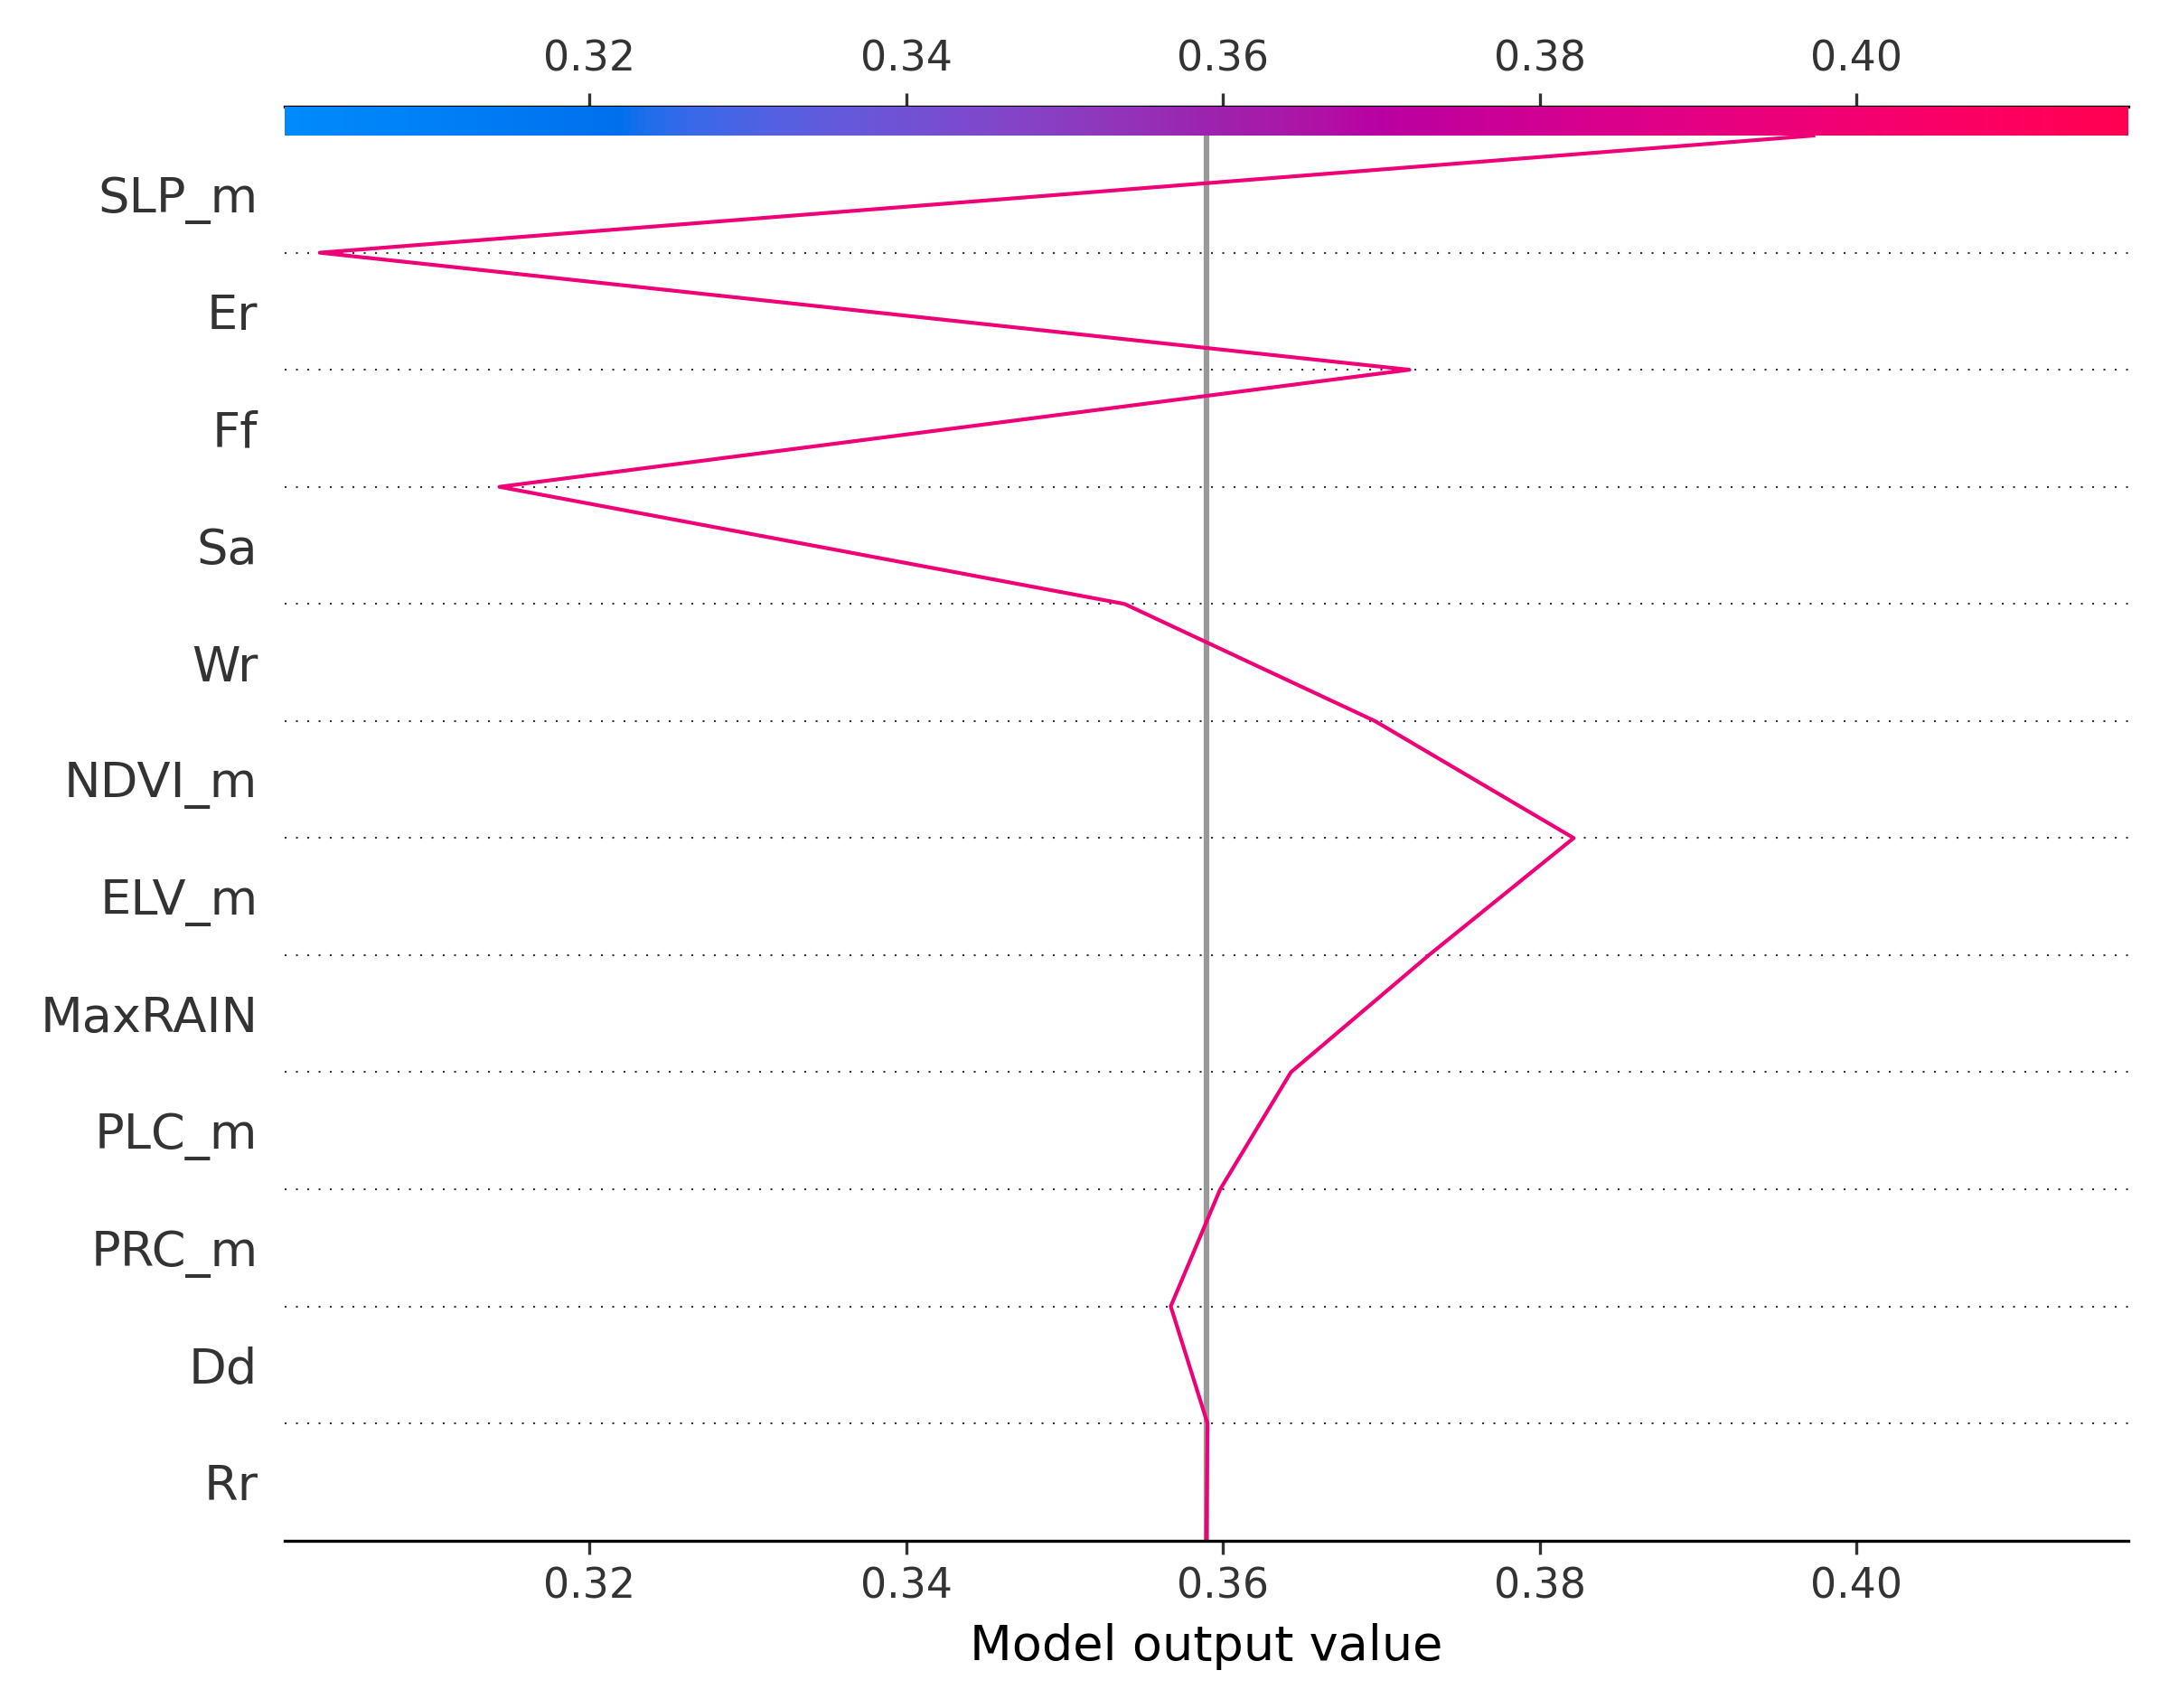 0.32 0.34 0.36 0.38 0.40
SLP_m
Er
Ff
Sa
Wr
NDVI_m
ELV_m
MaxRAIN
PLC_m
PRC_m
Dd
Rr
0.32 0.34 0.36 0.38 0.40
Model output value